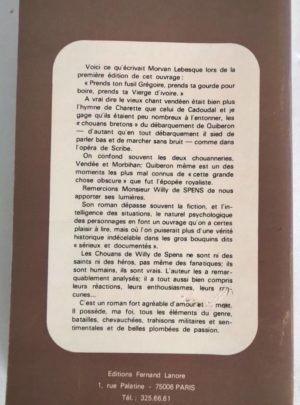 Voici ce qu'écrivait Morvan Lebesque lors de la
première édition de cet ouvrage :
« Prends ton fusil Grégoire, prends ta gourde pour
boire, prends ta Vierge d'ivoire. »
A vrai dire le vieux chant vendéen était bien plus
l'hymne de Charette que celui de Cadoudal et je
gage qu'ils étaient peu nombreux à l'entonner, les
« chouans bretons » du débarquement de Quiberon
— d'autant qu'en tout débarquement il sied de
parler bas et de marcher sans bruit — comme dans
l'opéra de Scribe.
On confond souvent les deux chouanneries,
Vendée et Morbihan; Quiberon même est un des
moments les plus mal connus de « cette grande
chose obscure » que fut l'épopée royaliste.
Remercions Monsieur Willy de SPENS de nous
apporter ses lumières.
Son roman dépasse souvent la fiction, et l'in-
telligence des situations, le naturel psychologique
des personnages en font un ouvrage qu'on a certes
plaisir à lire, mais où l'on puiserait plus d'une vérité
historique indécelable dans les gros bouquins dits
« sérieux et documentés ».
Les Chouans de Willy de Spens ne sont ni des
saints ni des héros, pas même des fanatiques; ils
sont humains, ils sont vrais. L'auteur les a remar-
quablement analysés; il a tout aussi bien compris
leurs réactions, leurs enthousiasmes, leurs
cunes...
C'est un roman fort agréable d'amour et mort.
Il possède, ma foi, tous les éléments du genre,
batailles, chevauchées, trahisons militaires et sen-
timentales et de belles plombées de passion.
Editions Fernand Lanore
1, rue Palatine - 75006 PARIS
Tél. : 325.66.61